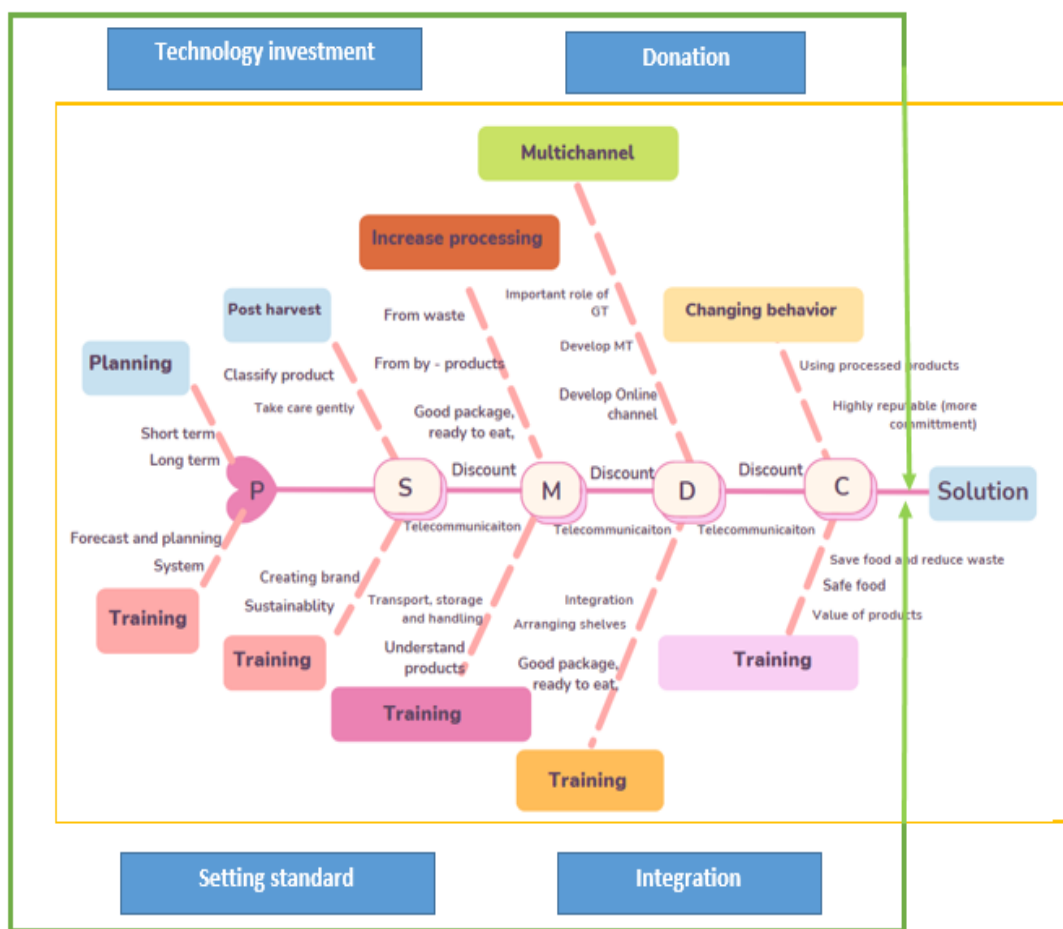 Technology investment
Donation
Multichannel
Increase processing
Important role of
GT
Post harvest
From waste
Changing behavior
Develop MT
Planning
From by - products
Using processed products
Classify product
Develop Online
channel
Take care gently
Good package,
ready to eat,
Highly reputable (more
committment)
Short term
Long term
Discount
Discount
Discount
P
S
M
D
C
Solution
Telecommunicaiton
Telecommunicaiton
Telecommunicaiton
Forecast and planning
System
Save food and reduce waste
Creating brand
Safe food
Sustainablity
Transport, storage
and handling
Integration
Value of products
Training
Arranging shelves
Understand
products
Training
Good package,
ready to eat,
Training
Training
Training
Setting standard
Integration